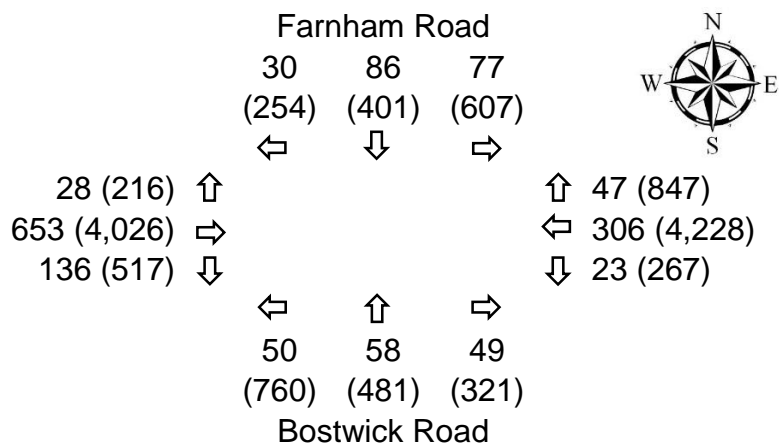 Farnham Road
30 86 77
(254) (401) (607)
N
W E
S
28 (216) 47 (847)
653 (4,026) 306 (4,228)
136 (517) 23 (267)
50 58 49
(760) (481) (321)
Bostwick Road